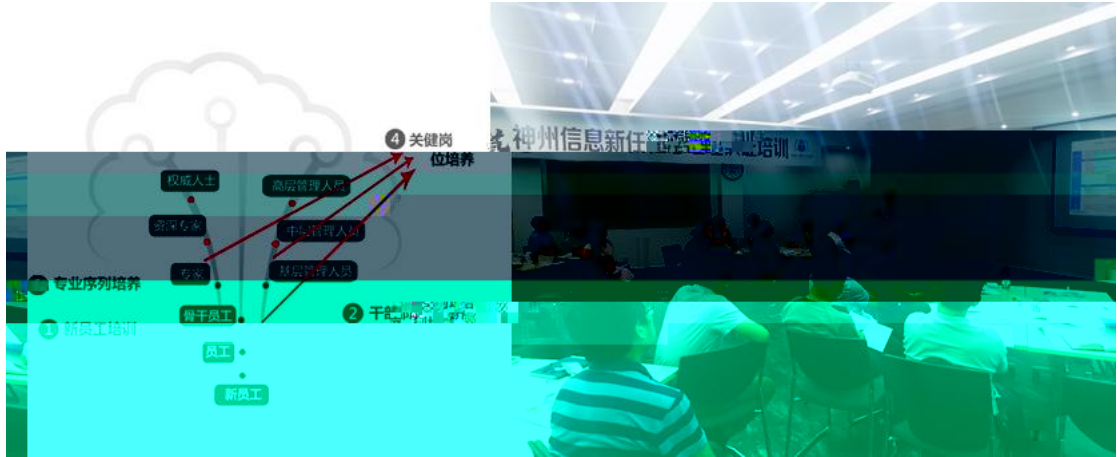 4 关健岗
位培养
权威人士
高层管理人员
资深专家
中层管理人员
专家
基层管理人员
专业序列培养
骨干员工
2 干部
1 新员工培训
员工
新员工
神州信息新任
培训